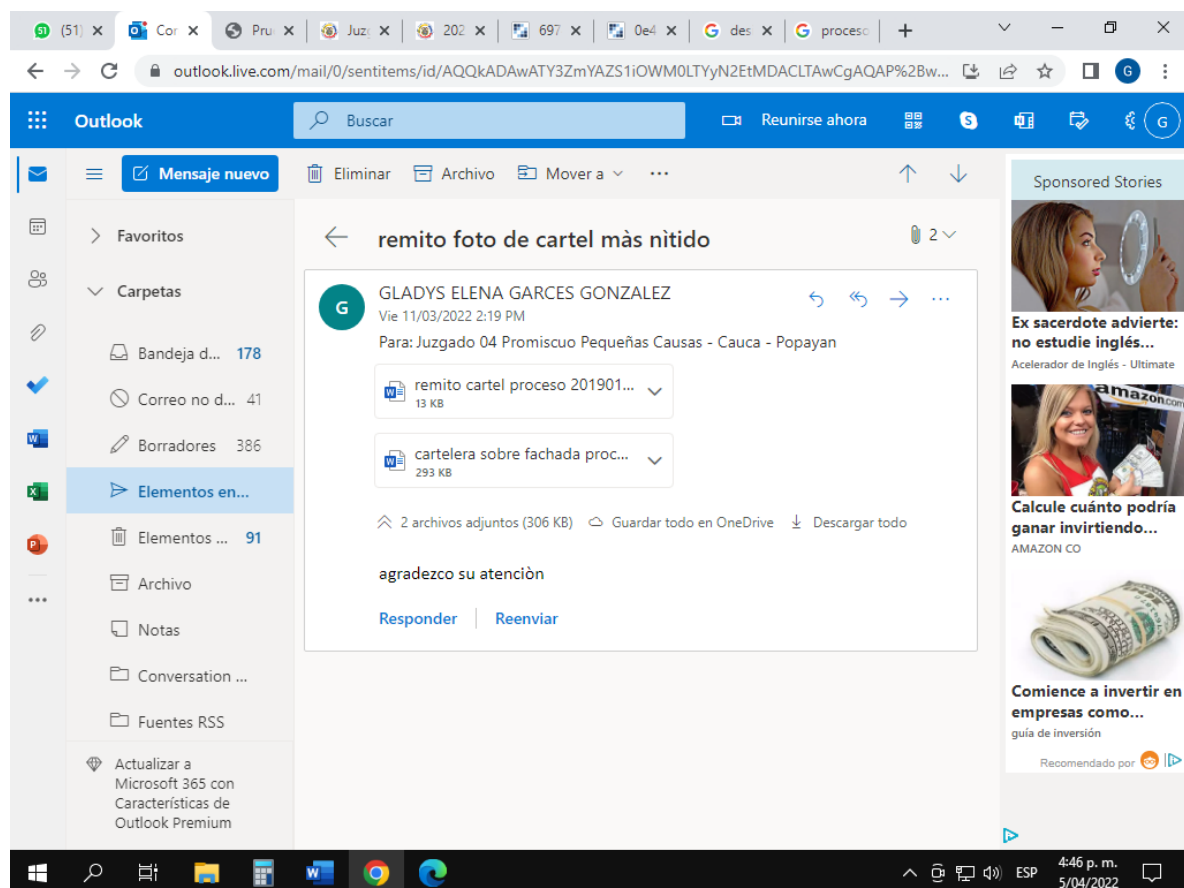 (51)
Cor
Pru
Juz
202
697
0e4
des
proceso
outlook.live.com/mail/0/sentitems/id/AQQkADAwATY3ZmYAZS1iOWM0LTYyN2EtMDACLTAwCgAQAP%2Bw...
G
Outlook
Buscar
Reunirse ahora
G
Mensaje nuevo
Eliminar
Archivo
Mover a
Favoritos
Carpetas
Bandeja d... 178
Correo no d... 41
Borradores 386
Elementos en...
Elementos ... 91
Archivo
Notas
Conversation ...
Fuentes RSS
Actualizar a
Microsoft 365 con
Características de
Outlook Premium
remito foto de cartel màs nìtido
2
G
GLADYS ELENA GARCES GONZALEZ
Vie 11/03/2022 2:19 PM
Para: Juzgado 04 Promiscuo Pequeñas Causas - Cauca - Popayan
remito cartel proceso 201901...
13 KB
cartelera sobre fachada proc...
293 KB
2 archivos adjuntos (306 KB)
Guardar todo en OneDrive
Descargar todo
agradezco su atenciòn
Responder
Reenviar
Sponsored Stories
Ex sacerdote advierte:
no estudie inglés...
Acelerador de Inglés - Ultimate
amazon.com
Calcule cuánto podría
ganar invirtiendo...
AMAZON CO
Comience a invertir en
empresas como...
guía de inversión
Recomendado por
ESP
4:46 p. m.
5/04/2022